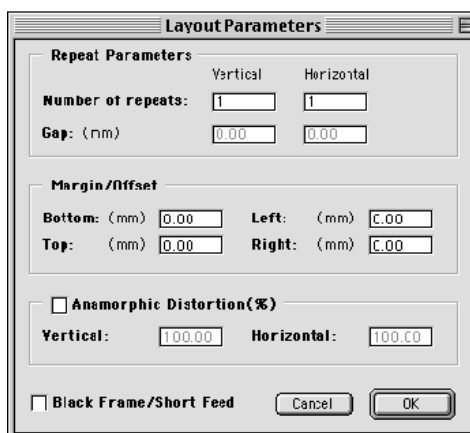 Layout Parameters
Repeat Parameters
Vertical Horizontal
Number of repeats: 1 1
Gap: (mm) 0.00 0.00
Margin/Offset
Bottom: (mm) 0.00 Left: (mm) 0.00
Top: (mm) 0.00 Right: (mm) 0.00
Anamorphic Distortion(%)
Vertical: 100.00 Horizontal: 100.00
Black Frame/Short Feed Cancel OK